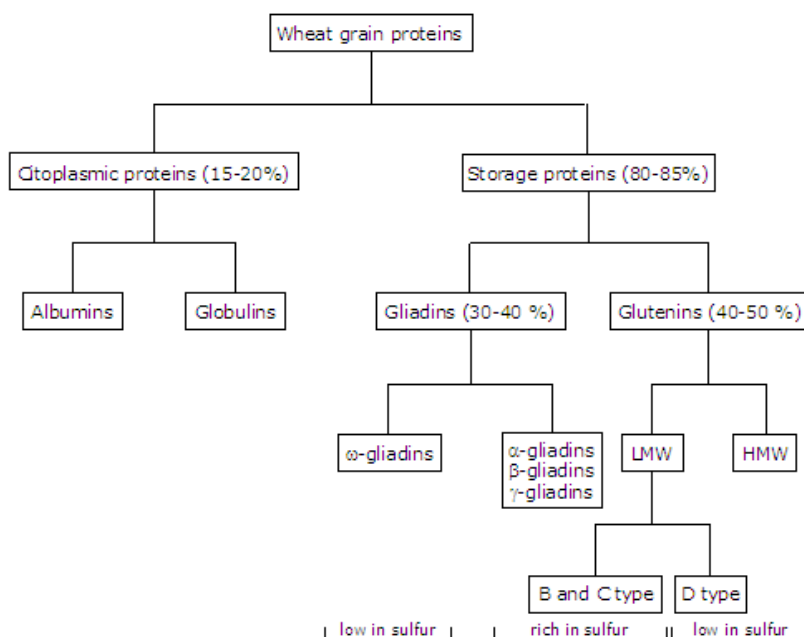 Wheat grain proteins
Citoplasmic proteins (15-20%)
Storage proteins (80-85%)
Albumins
Globulins
Gliadins (30-40 %)
Glutenins (40-50 %)
ω-gliadins
α-gliadins
β-gliadins
γ-gliadins
LMW
HMW
B and C type
D type
low in sulfur
rich in sulfur
low in sulfur